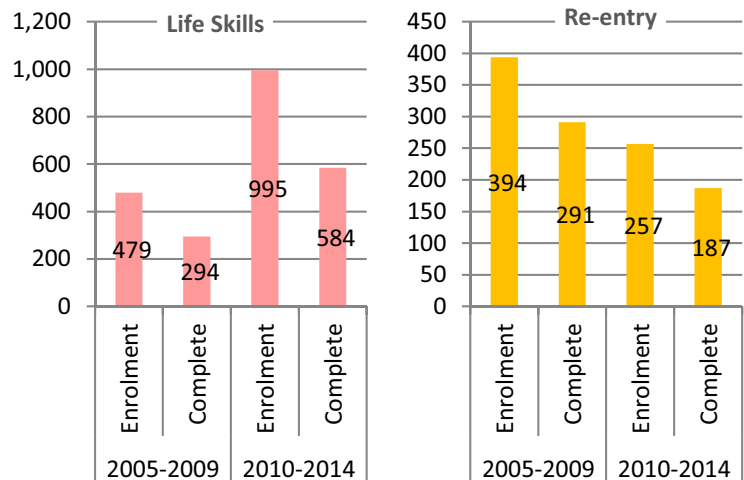 Life Skills
1,200
1,000
800
600
400
200
0
479
294
995
584
Enrolment
Complete
Enrolment
Complete
2005-2009 2010-2014
Re-entry
450
400
350
300
250
200
150
100
50
0
394
291
257
187
Enrolment
Complete
Enrolment
Complete
2005-2009 2010-2014